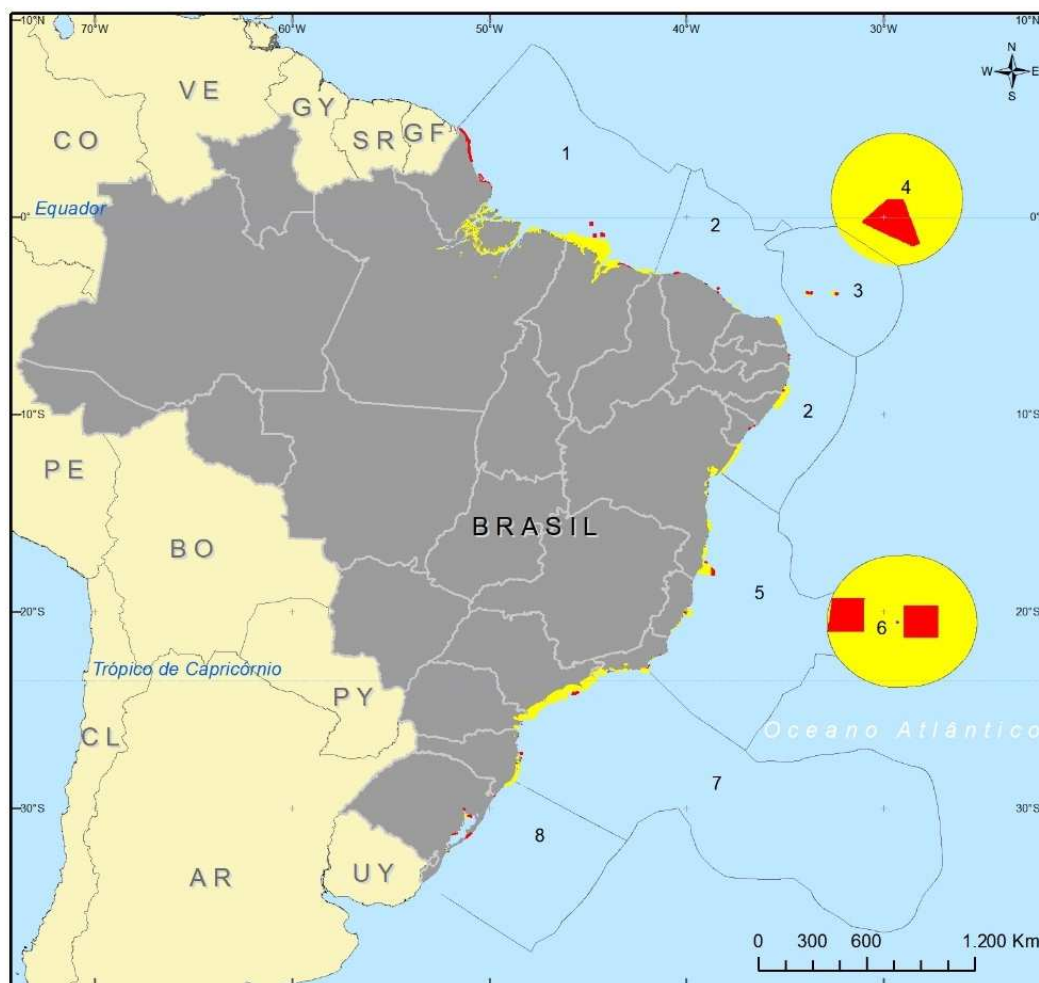 10°N 70°W 60°W 50°W 40°W 30°W 10°N
N
W E
S
VE
GY
SR
GF
CO
1
4
Equador
0°
2
0°
3
10°S
2
10°S
PE
BRASIL
BO
5
20°S
6
20°S
Trópico de Capricôrnio
PY
CL
Oceano Atlântico
7
30°S
8
30°S
UY
AR
0 300 600 1.200 Km